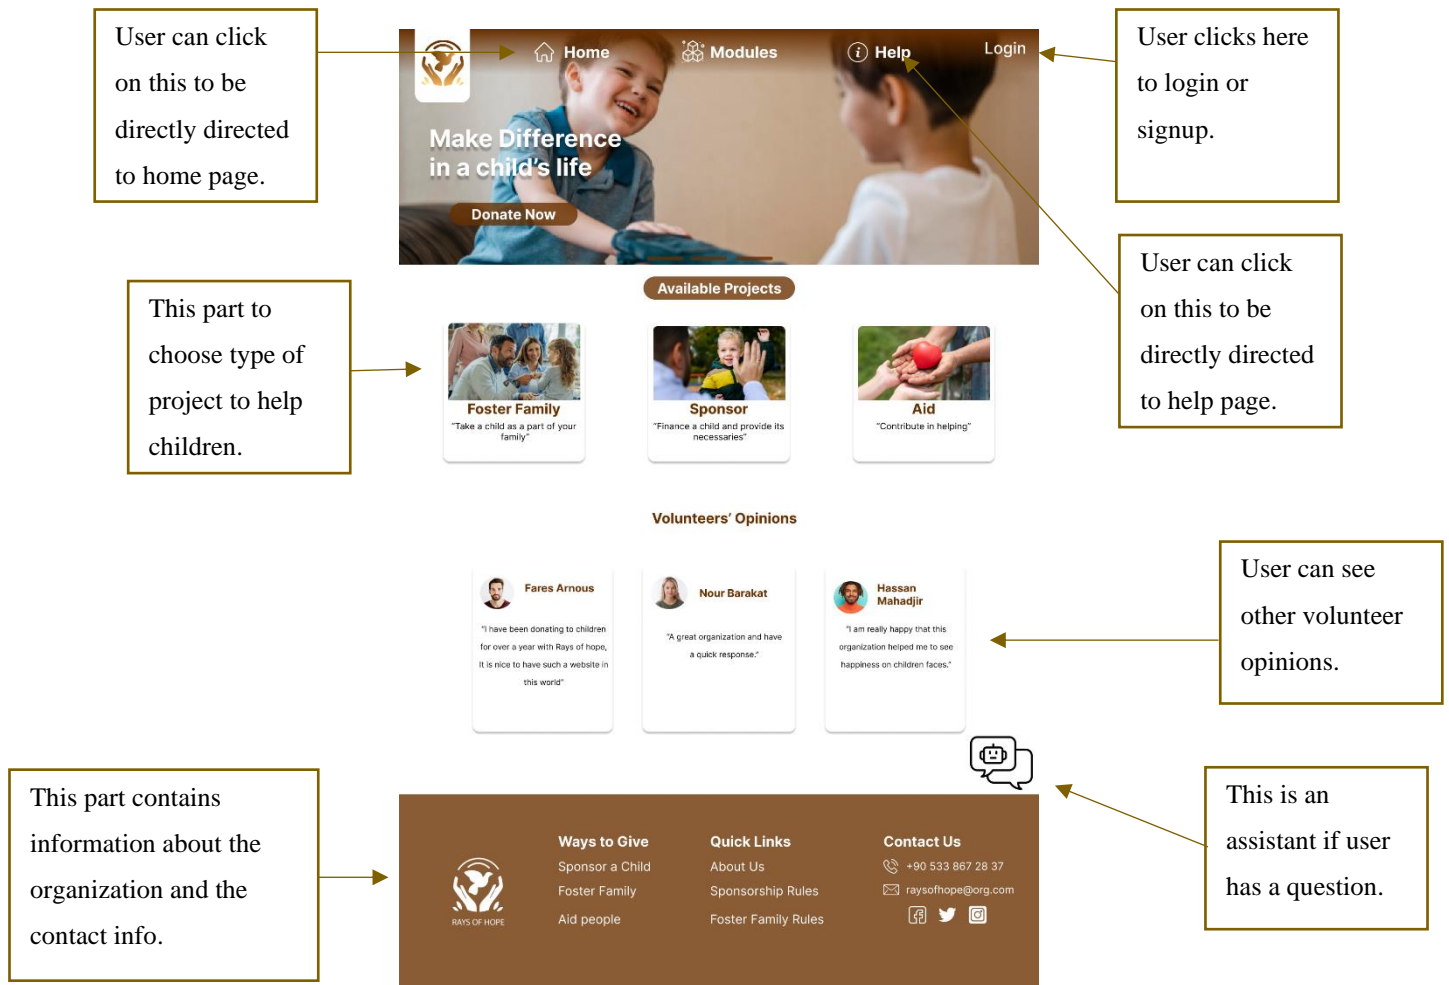 User can click
on this to be
directly directed
to home page.
Home
Modules
Help
Login
User clicks here
to login or
signup.
Make Difference
in a child's life
Donate Now
User can click
on this to be
directly directed
to help page.
Available Projects
This part to
choose type of
project to help
children.
Foster Family
"Take a child as a part of your
family"
Sponsor
"Finance a child and provide its
necessaries"
Aid
"Contribute in helping"
Volunteers' Opinions
Fares Arnous
"I have been donating to children
for over a year with Rays of hope,
It is nice to have such a website in
this world"
Nour Barakat
"A great organization and have
a quick response."
Hassan
Mahadjir
"I am really happy that this
organization helped me to see
happiness on children faces."
User can see
other volunteer
opinions.
This part contains
information about the
organization and the
contact info.
This is an
assistant if user
has a question.
RAYS OF HOPE
Ways to Give
Sponsor a Child
Foster Family
Aid people
Quick Links
About Us
Sponsorship Rules
Foster Family Rules
Contact Us
+90 533 867 28 37
raysofhope@org.com